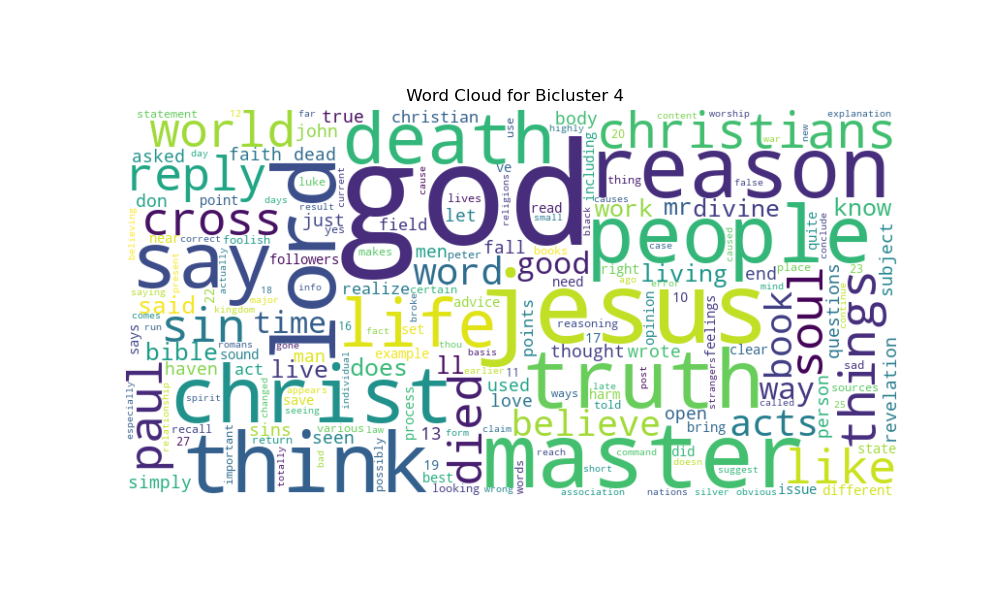 Word Cloud for Bicluster 4
statement 12 far true christian use highly body content worship explanation
world john death christians 20 war new
asked day faith dead cause god including reason
reply luke current ve thing false causes
don point days lives religions read small black work mr divine quite know
cross result yes just field let people
believing near correct foolish lord men peter fall books case caused conclude subject
say followers makes word good need right living end place 23
saying present actually info realize certain jesus ago error mind continue
said 22 kingdom major 18 life advice broke points opinion 10 book soul questions things
comes sin time 16 fact set thou reasoning 17 feelings clear
says run romans gone man example basis thought wrote way sad
bible sound act does ll earlier 11 truth post strangers called sources revelation
paul haven live individual used ways late harm told
especially relationship spirit changed appears save christ process love person 25
seeing various law died form claim believe open bring acts
recall 27 sins return seen 13 words did state
important totally bad think possibly 19 best reach master command doesn suggest like
simply looking wrong short association nations silver obvious issue different